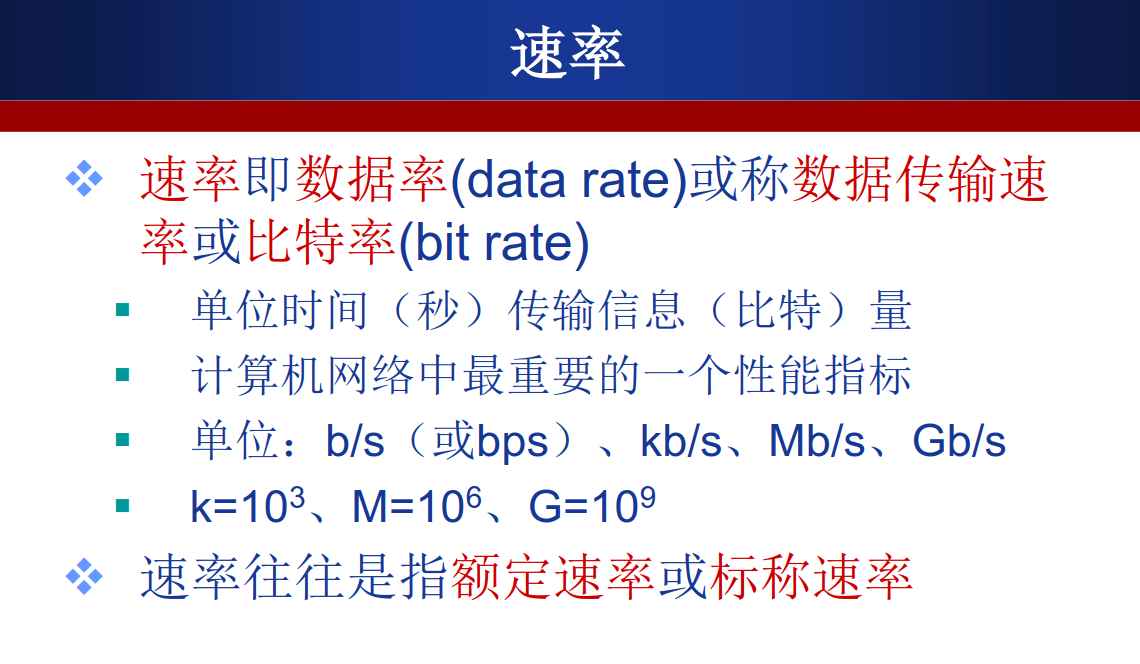 速率
速率即数据率(data rate)或称数据传输速
率或比特率(bit rate)
单位时间（秒）传输信息（比特）量
计算机网络中最重要的一个性能指标
单位：b/s（或bps）、kb/s、Mb/s、Gb/s
k=10³、M=10⁶、G=10⁹
速率往往是指额定速率或标称速率